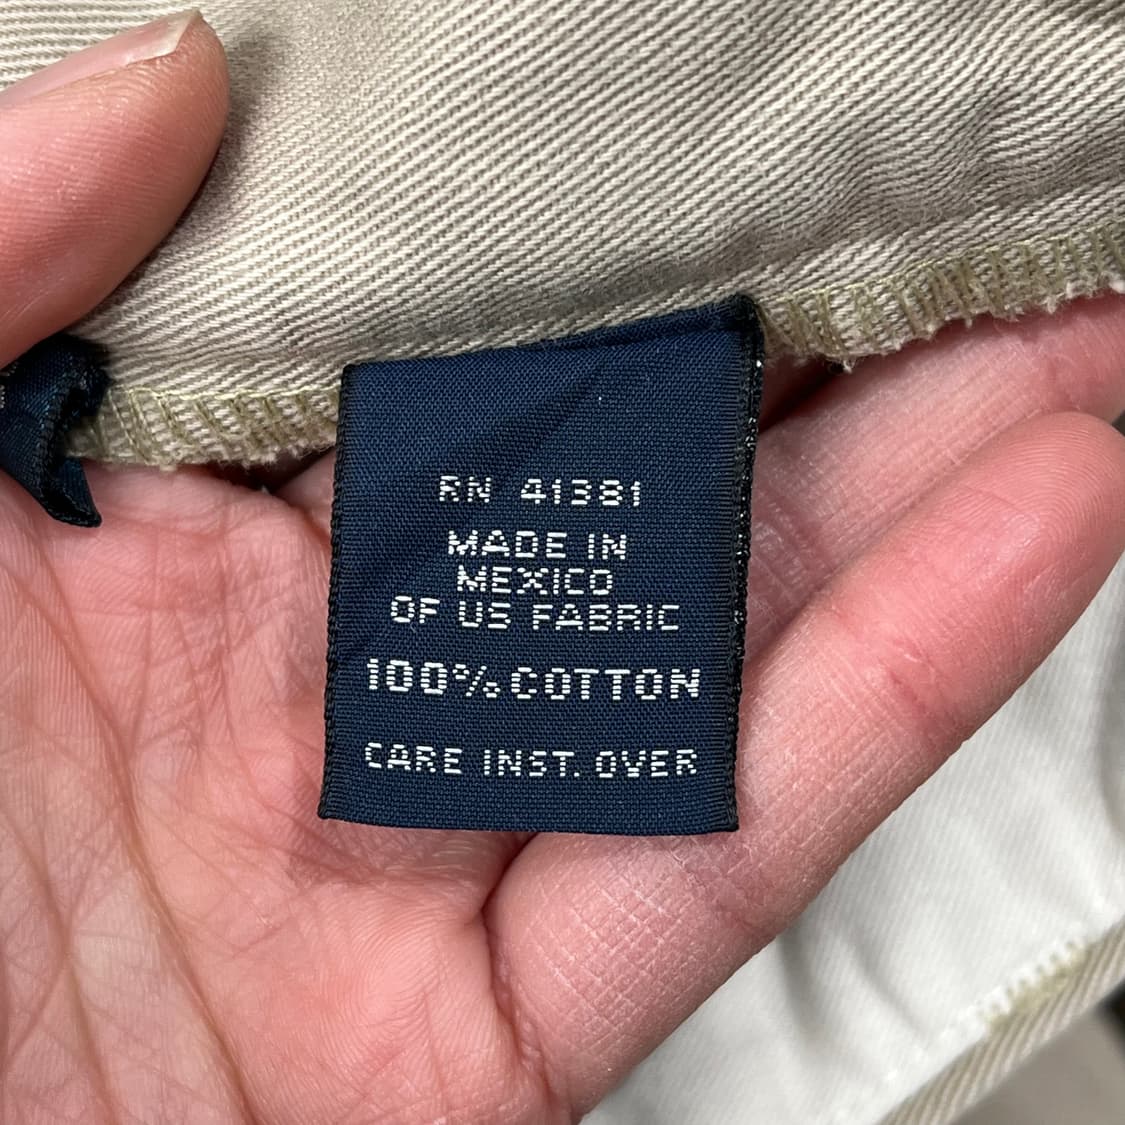 RN 41381
MADE IN
MEXICO
OF US FABRIC
100% COTTON
CARE INST. OVER